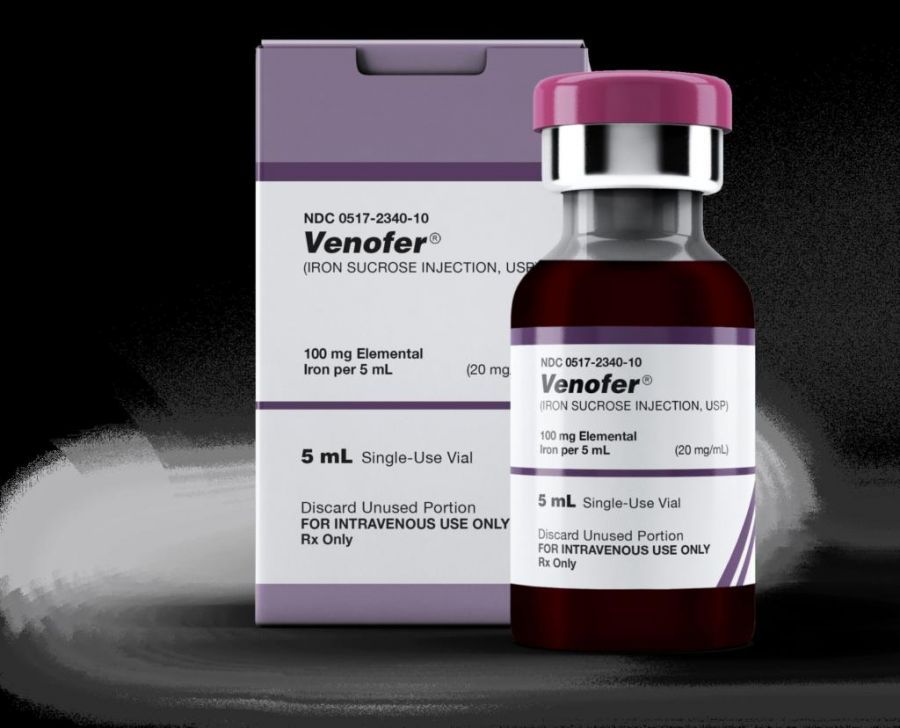 NDC 0517-2340-10
Venofer®
(IRON SUCROSE INJECTION, USP
100 mg Elemental
Iron per 5 mL (20 mg
5 mL Single-Use Vial
Discard Unused Portion
FOR INTRAVENOUS USE ONLY
Rx Only
NDC 0517-2340-10
Venofer®
(IRON SUCROSE INJECTION, USP)
100 mg Elemental
Iron per 5 mL (20 mg/mL)
5 mL Single-Use Vial
Discard Unused Portion
FOR INTRAVENOUS USE ONLY
Rx Only